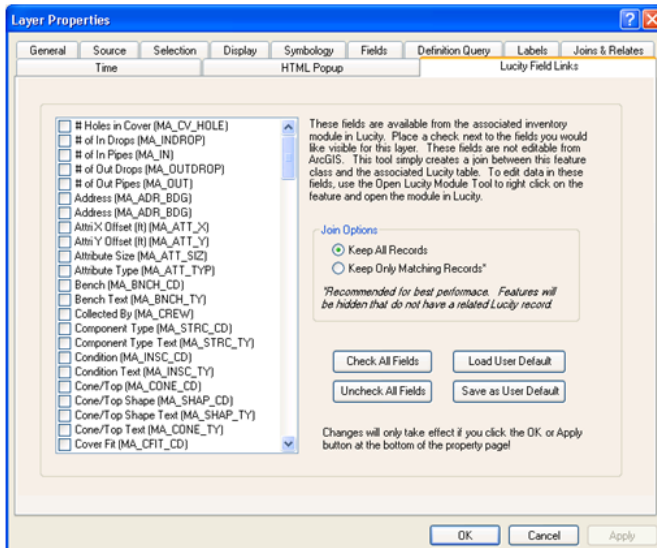 Layer Properties
General Source Selection Display Symbology Fields Definition Query Labels Joins & Relates
Time HTML Popup Lucity Field Links
# Holes in Cover (MA_CV_HOLE)
# of In Drops (MA_INDROP)
# of In Pipes (MA_IN)
# of Out Drops (MA_OUTDROP)
# of Out Pipes (MA_OUT)
Address (MA_ADR_BDG)
Address (MA_ADR_BDG)
Attri X Offset (ft) (MA_ATT_X)
Attri Y Offset (ft) (MA_ATT_Y)
Attribute Size (MA_ATT_SIZ)
Attribute Type (MA_ATT_TYP)
Bench (MA_BNCH_CD)
Bench Text (MA_BNCH_TY)
Collected By (MA_CREW)
Component Type (MA_STRC_CD)
Component Type Text (MA_STRC_TY)
Condition (MA_INSC_CD)
Condition Text (MA_INSC_TY)
Cone/Top (MA_CONE_CD)
Cone/Top Shape (MA_SHAP_CD)
Cone/Top Shape Text (MA_SHAP_TY)
Cone/Top Text (MA_CONE_TY)
Cover Fit (MA_CFIT_CD)
These fields are available from the associated inventory
module in Lucity. Place a check next to the fields you would
like visible for this layer. These fields are not editable from
ArcGIS. This tool simply creates a join between this feature
class and the associated Lucity table. To edit data in these
fields, use the Open Lucity Module Tool to right click on the
feature and open the module in Lucity.
Join Options
Keep All Records
Keep Only Matching Records*
*Recommended for best performace. Features will
be hidden that do not have a related Lucity record.
Check All Fields Load User Default
Uncheck All Fields Save as User Default
Changes will only take effect if you click the OK or Apply
button at the bottom of the property page!
OK Cancel Apply